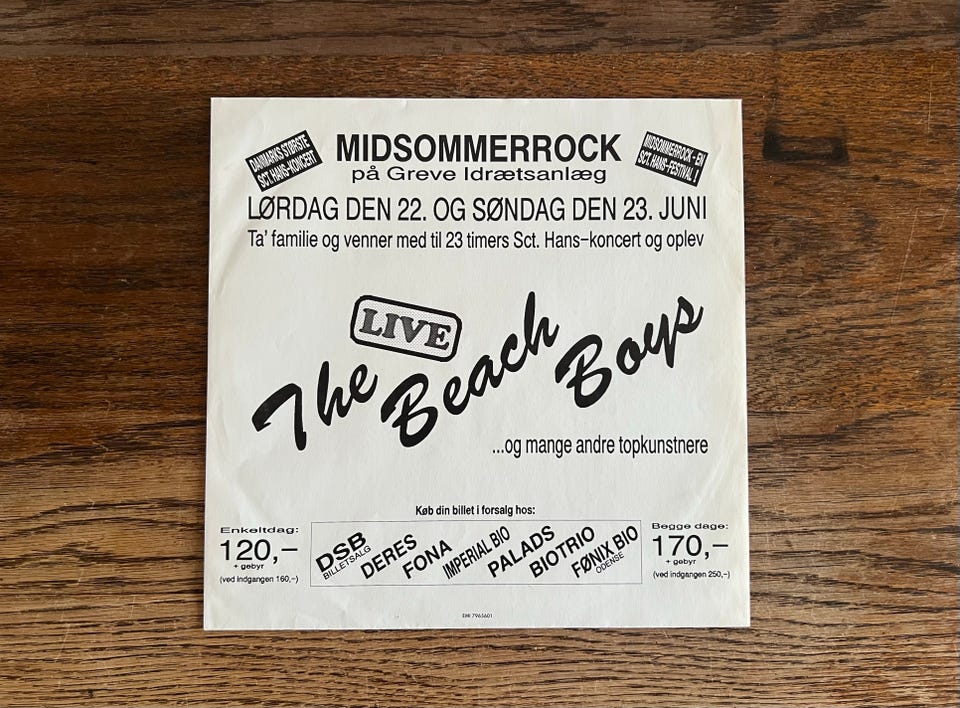 DANMARKS STØRSTE
SCT. HANS-KONCERT
MIDSOMMERROCK
MIDSOMMERROCK - EN
SCT. HANS-FESTIVAL !
på Greve Idrætsanlæg
LØRDAG DEN 22. OG SØNDAG DEN 23. JUNI
Ta' familie og venner med til 23 timers Sct. Hans-koncert og oplev
LIVE
The Beach Boys
...og mange andre topkunstnere
Køb din billet i forsalg hos:
Enkeltdag:
120,-
+ gebyr
(ved indgangen 160,-)
DSB
BILLETSALG
DERES
FONA
IMPERIAL BIO
PALADS
BIOTRIO
FØNIX BIO
ODENSE
Begge dage:
170,-
+ gebyr
(ved indgangen 250,-)
EMI 7965601